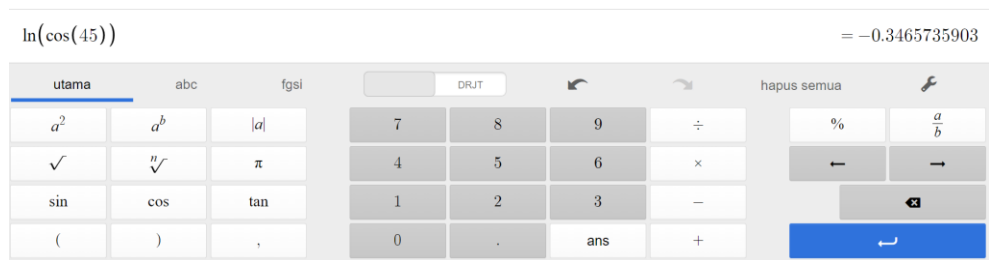 ln(cos(45)) = −0.3465735903
utama abc fgsi DRJT hapus semua
a² aᵇ |a| 7 8 9 ÷ % a/b
√ ⁿ√ π 4 5 6 × ← →
sin cos tan 1 2 3 −
( ) , 0 . ans +